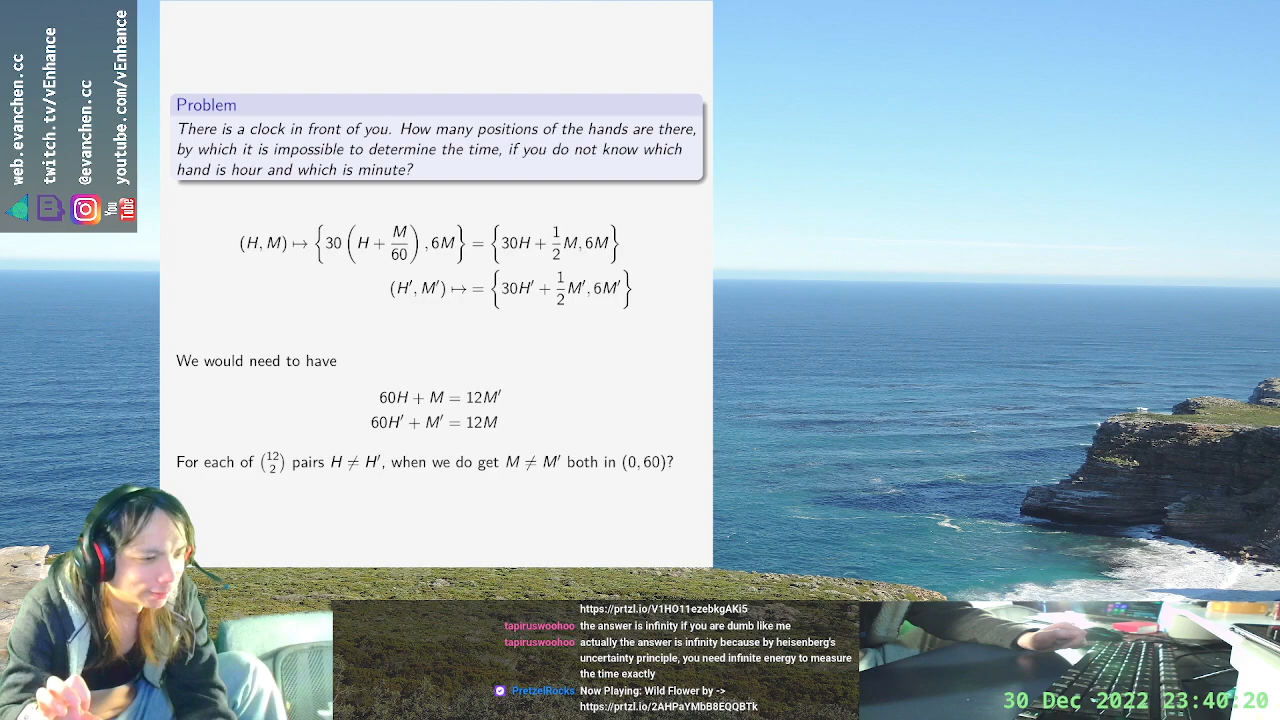 web.evanchen.cc
twitch.tv/vEnhance
@evanchen.cc
youtube.com/vEnhance
You
Tube
Problem
There is a clock in front of you. How many positions of the hands are there,
by which it is impossible to determine the time, if you do not know which
hand is hour and which is minute?
(H, M) ↦ {30 (H + M/60), 6M} = {30H + 1/2 M, 6M}
(H′, M′) ↦ = {30H′ + 1/2 M′, 6M′}
We would need to have
60H + M = 12M′
60H′ + M′ = 12M
For each of (12 2) pairs H ≠ H′, when we do get M ≠ M′ both in (0, 60)?
https://prtzl.io/V1HO11ezebkgAKi5
tapiruswoohoo the answer is infinity if you are dumb like me
tapiruswoohoo actually the answer is infinity because by heisenberg's
uncertainty principle, you need infinite energy to measure
the time exactly
PretzelRocks Now Playing: Wild Flower by ->
https://prtzl.io/2AHPaYMbB8EQQBTk
30 Dec 2022 23:40:20